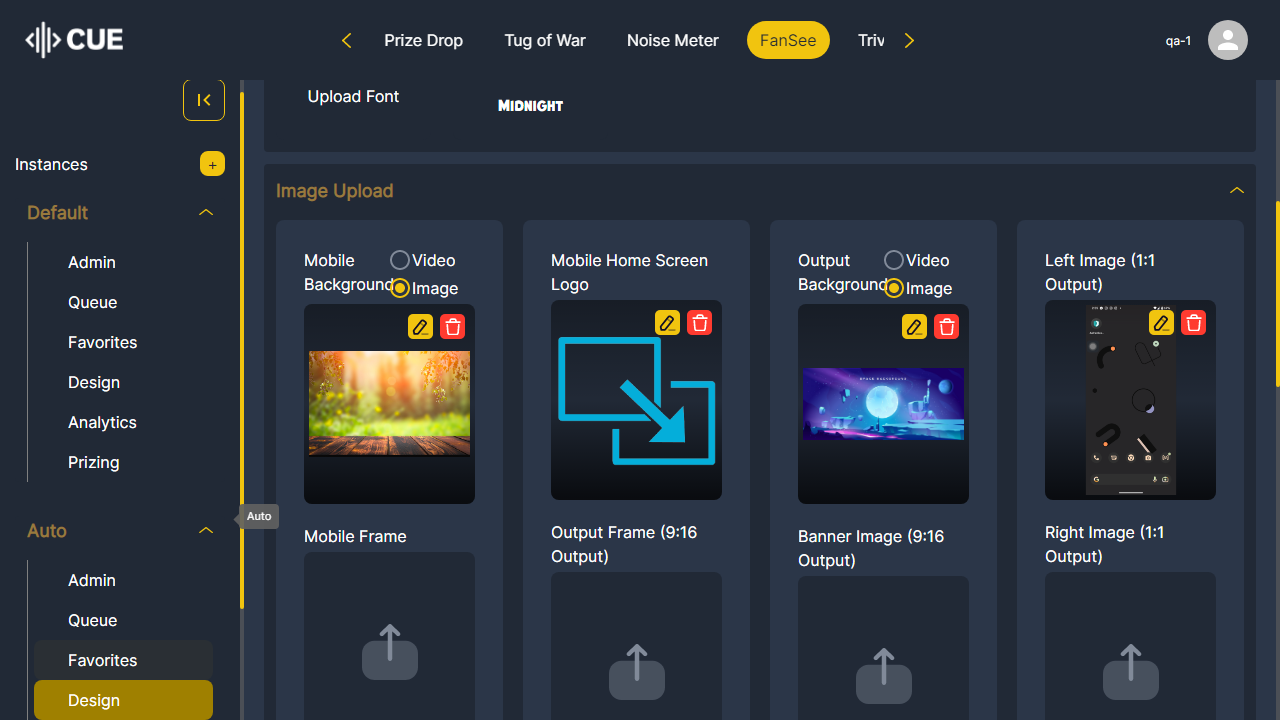 CUE
Prize Drop
Tug of War
Noise Meter
FanSee
Triv
qa-1
Instances
+
Default
Admin
Queue
Favorites
Design
Analytics
Prizing
Auto
Auto
Admin
Queue
Favorites
Design
Upload Font
MIDNIGHT
Image Upload
Mobile
Background
Video
Image
Mobile Home Screen
Logo
Output
Background
Video
Image
SPACE BACKGROUND
Left Image (1:1
Output)
Mobile Frame
Output Frame (9:16
Output)
Banner Image (9:16
Output)
Right Image (1:1
Output)